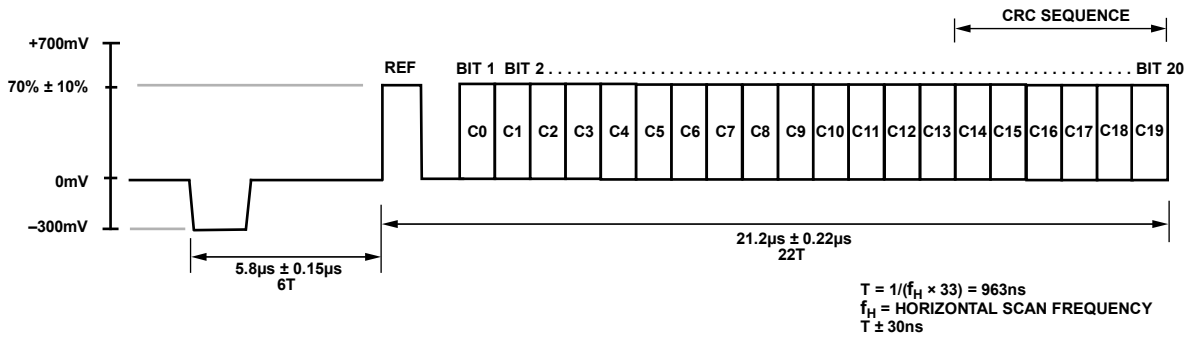 CRC SEQUENCE
+700mV
REF
BIT 1 BIT 2 . . . . . . . . . . . . . . . . . . . . . . . . . . . . . . . . . . . . . . . . . . . . . . . . . . . . . . . . . . . . . . . . . . . . . . . . . . BIT 20
70% ± 10%
C0 C1 C2 C3 C4 C5 C6 C7 C8 C9 C10 C11 C12 C13 C14 C15 C16 C17 C18 C19
0mV
–300mV
21.2µs ± 0.22µs
22T
5.8µs ± 0.15µs
6T
T = 1/(fH × 33) = 963ns
fH = HORIZONTAL SCAN FREQUENCY
T ± 30ns